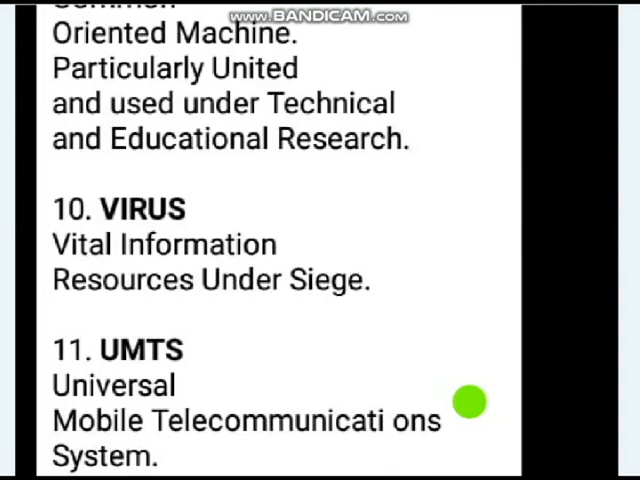 www.BANDICAM.com
Common
Oriented Machine.
Particularly United
and used under Technical
and Educational Research.
10. VIRUS
Vital Information
Resources Under Siege.
11. UMTS
Universal
Mobile Telecommunicati ons
System.